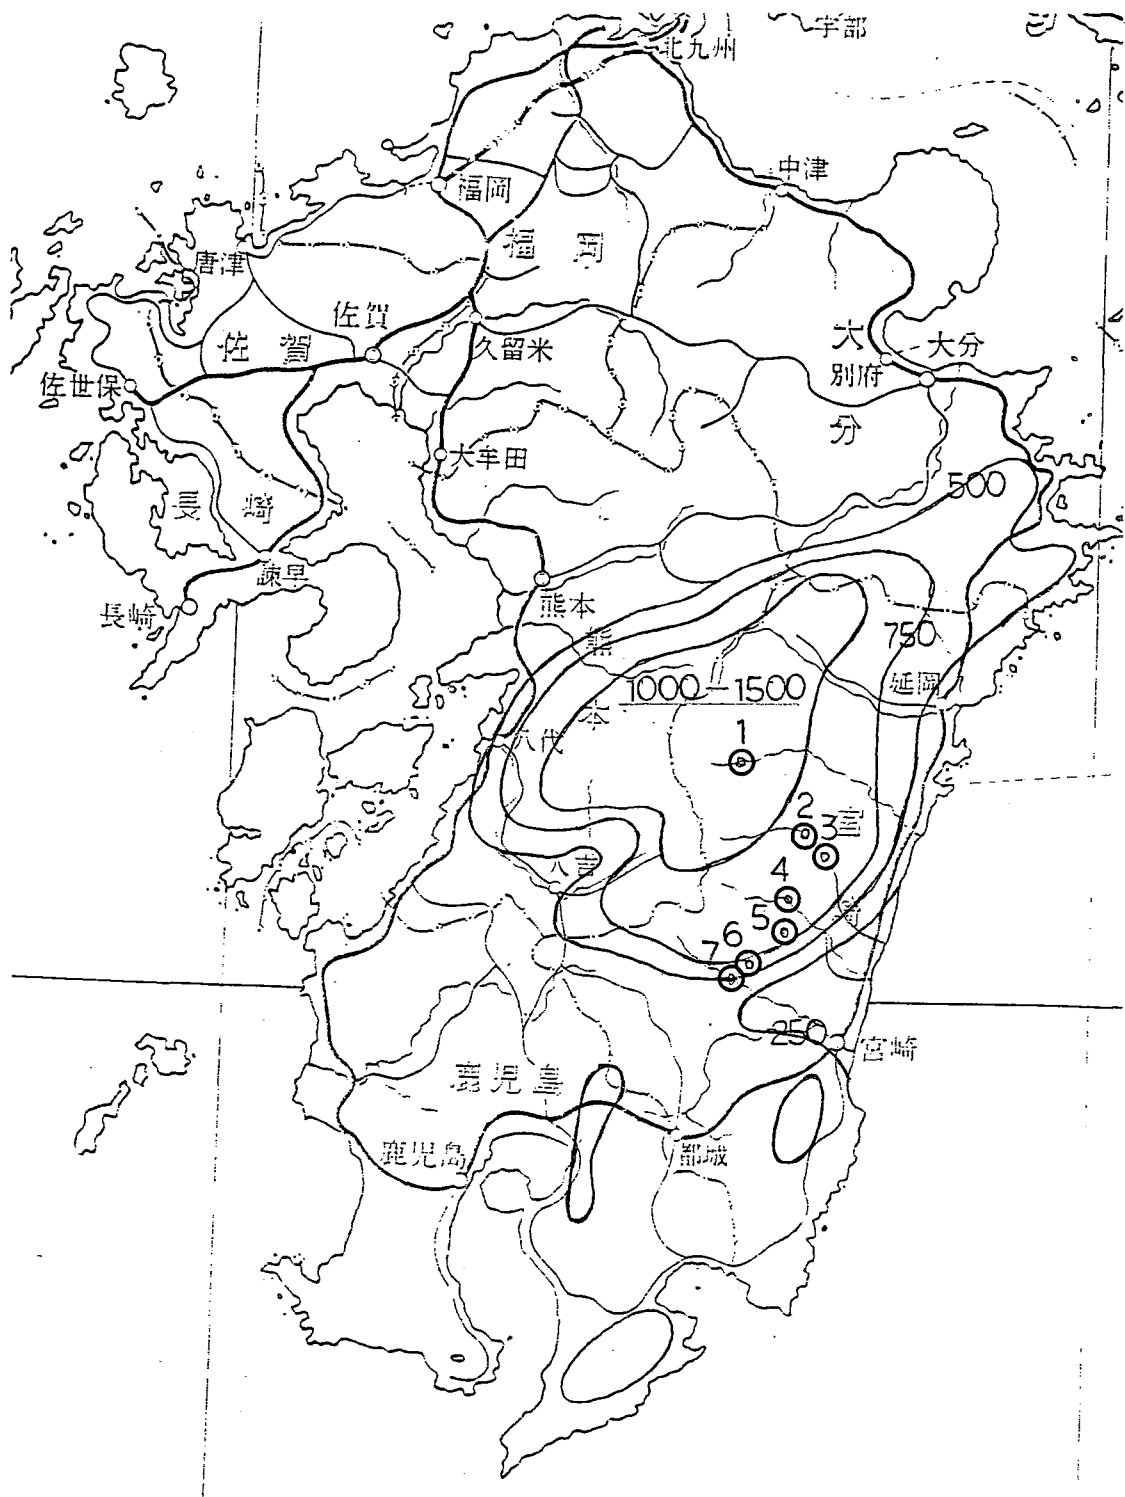 宇部
北九州
中津
福岡
福岡
唐津
佐賀
佐賀
久留米
大分
大分
別府
佐世保
大牟田
500
長崎
諫早
長崎
熊本
熊本
750
延岡
1000-1500
1
八代
2
3
宮
4
人吉
5
6
7
250
宮崎
鹿児島
鹿児島
都城